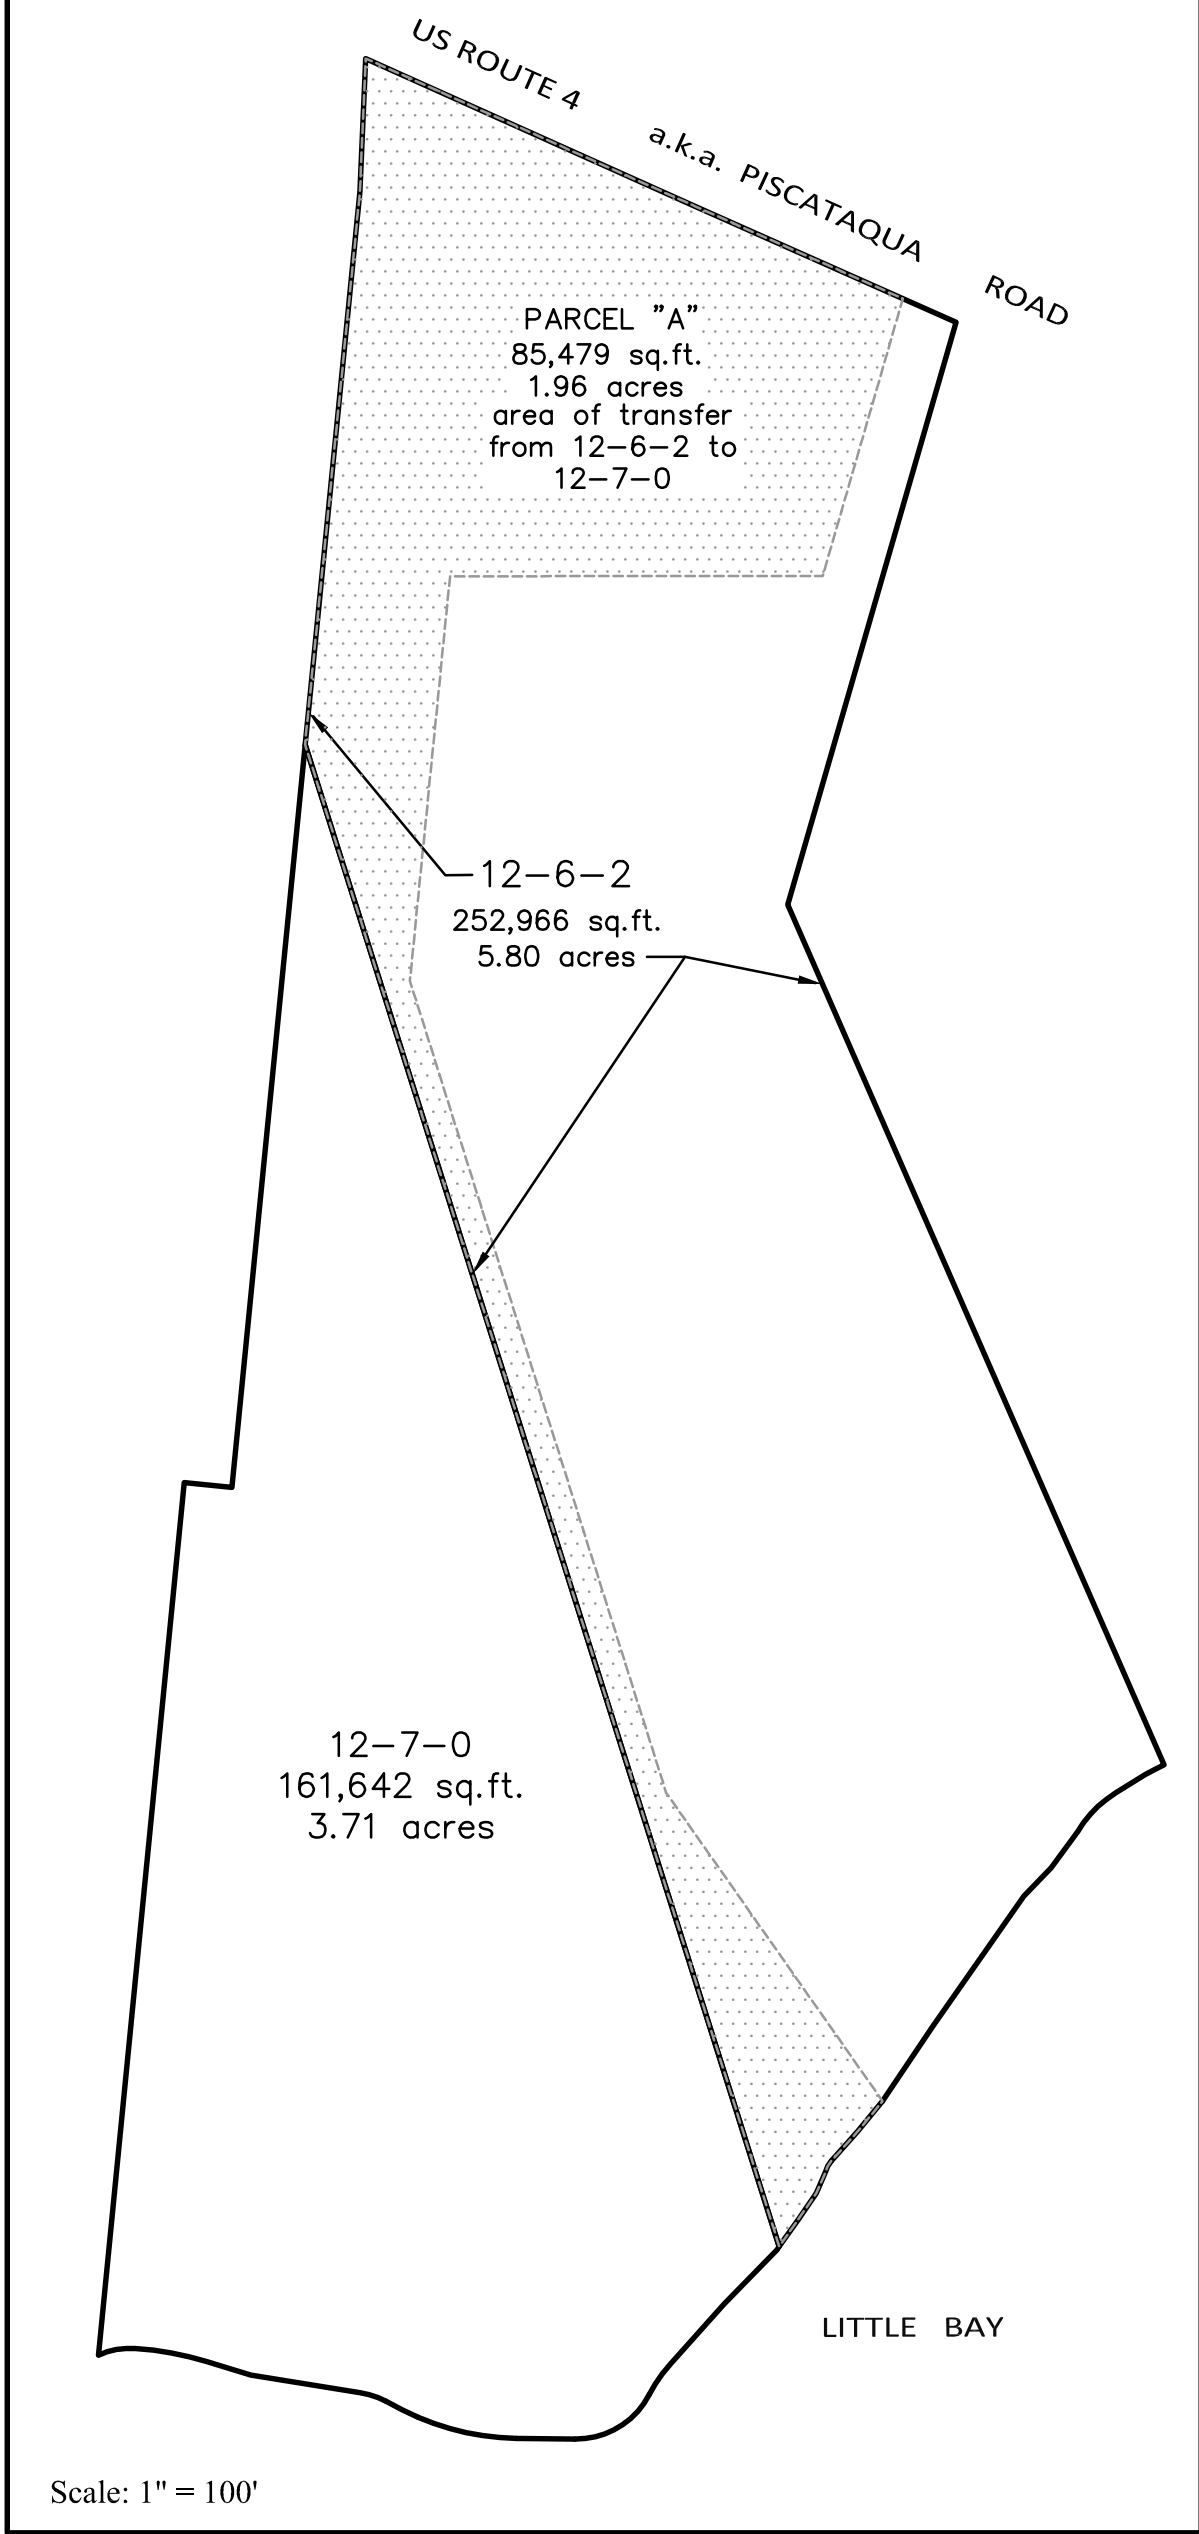 US ROUTE 4 a.k.a. PISCATAQUA ROAD
PARCEL "A"
85,479 sq.ft.
1.96 acres
area of transfer
from 12-6-2 to
12-7-0
12-6-2
252,966 sq.ft.
5.80 acres
12-7-0
161,642 sq.ft.
3.71 acres
LITTLE BAY
Scale: 1" = 100'